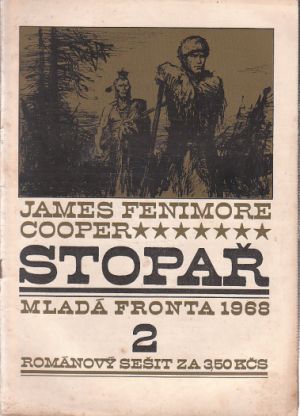 JAMES FENIMORE
COOPER★★★★★★★
STOPAŘ
MLADÁ FRONTA 1968
2
ROMÁNOVÝ SEŠIT ZA 3,50 KČS